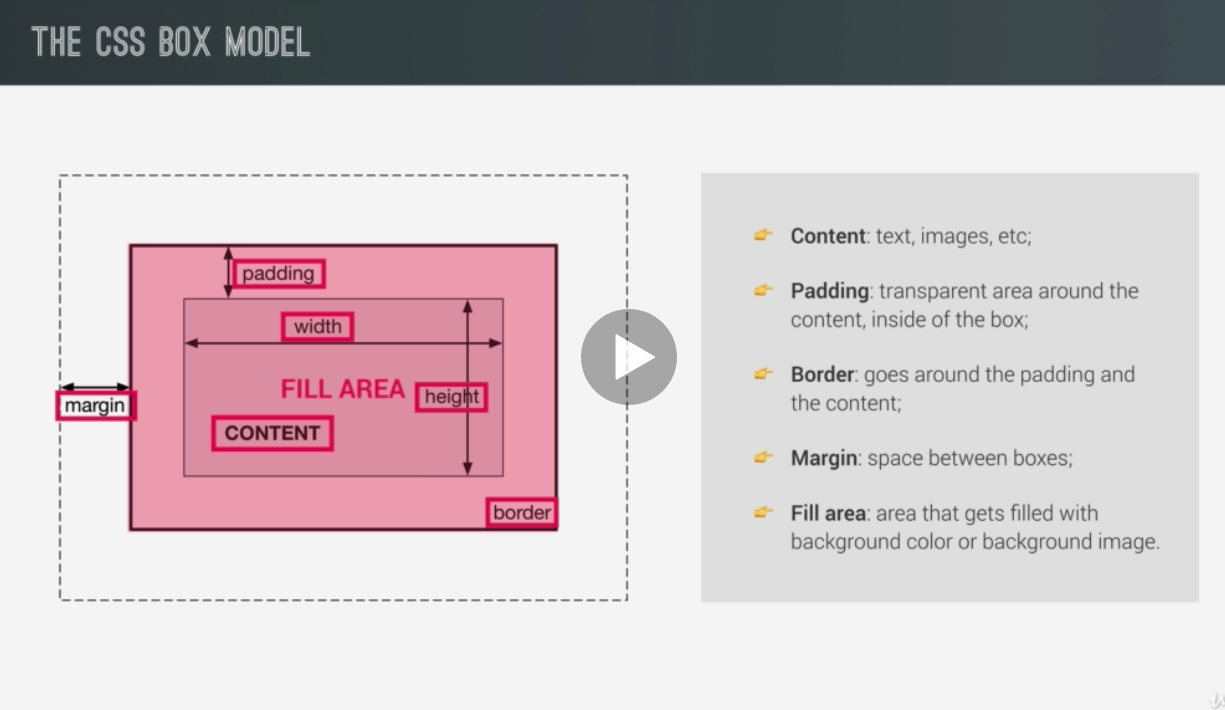 THE CSS BOX MODEL
padding
width
FILL AREA
height
margin
CONTENT
border
Content: text, images, etc;
Padding: transparent area around the
content, inside of the box;
Border: goes around the padding and
the content;
Margin: space between boxes;
Fill area: area that gets filled with
background color or background image.